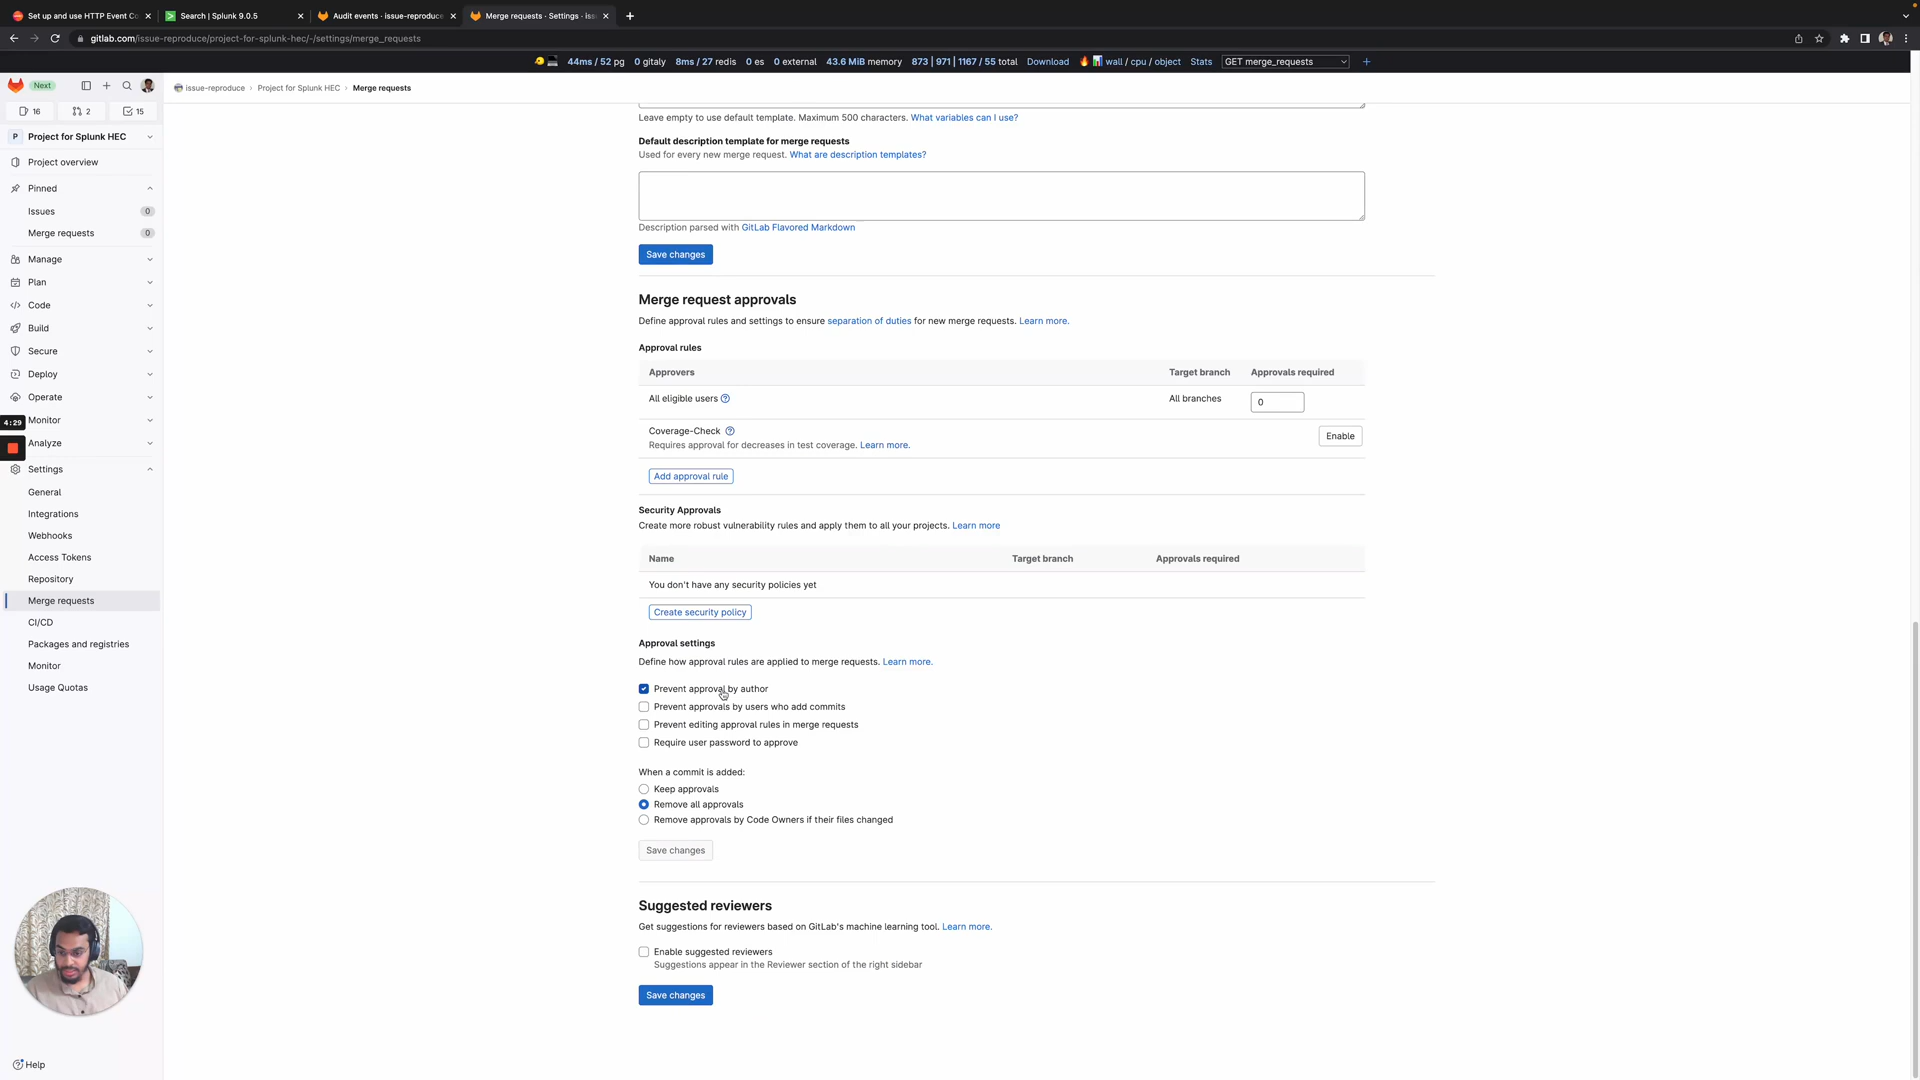 Set up and use HTTP Event Co
Search | Splunk 9.0.5
Audit events · issue-reproduce
Merge requests · Settings · iss
gitlab.com/issue-reproduce/project-for-splunk-hec/-/settings/merge_requests
44ms / 52 pg 0 gitaly 8ms / 27 redis 0 es 0 external 43.6 MiB memory 873 | 971 | 1167 / 55 total Download wall / cpu / object Stats GET merge_requests
Next
16 2 15
P Project for Splunk HEC
Project overview
Pinned
Issues 0
Merge requests 0
Manage
Plan
Code
Build
Secure
Deploy
Operate
4:29
Monitor
Analyze
Settings
General
Integrations
Webhooks
Access Tokens
Repository
Merge requests
CI/CD
Packages and registries
Monitor
Usage Quotas
Help
issue-reproduce › Project for Splunk HEC › Merge requests
Leave empty to use default template. Maximum 500 characters. What variables can I use?
Default description template for merge requests
Used for every new merge request. What are description templates?
Description parsed with GitLab Flavored Markdown
Save changes
Merge request approvals
Define approval rules and settings to ensure separation of duties for new merge requests. Learn more.
Approval rules
Approvers Target branch Approvals required
All eligible users All branches 0
Coverage-Check
Requires approval for decreases in test coverage. Learn more.
Enable
Add approval rule
Security Approvals
Create more robust vulnerability rules and apply them to all your projects. Learn more
Name Target branch Approvals required
You don't have any security policies yet
Create security policy
Approval settings
Define how approval rules are applied to merge requests. Learn more.
Prevent approval by author
Prevent approvals by users who add commits
Prevent editing approval rules in merge requests
Require user password to approve
When a commit is added:
Keep approvals
Remove all approvals
Remove approvals by Code Owners if their files changed
Save changes
Suggested reviewers
Get suggestions for reviewers based on GitLab's machine learning tool. Learn more.
Enable suggested reviewers
Suggestions appear in the Reviewer section of the right sidebar
Save changes